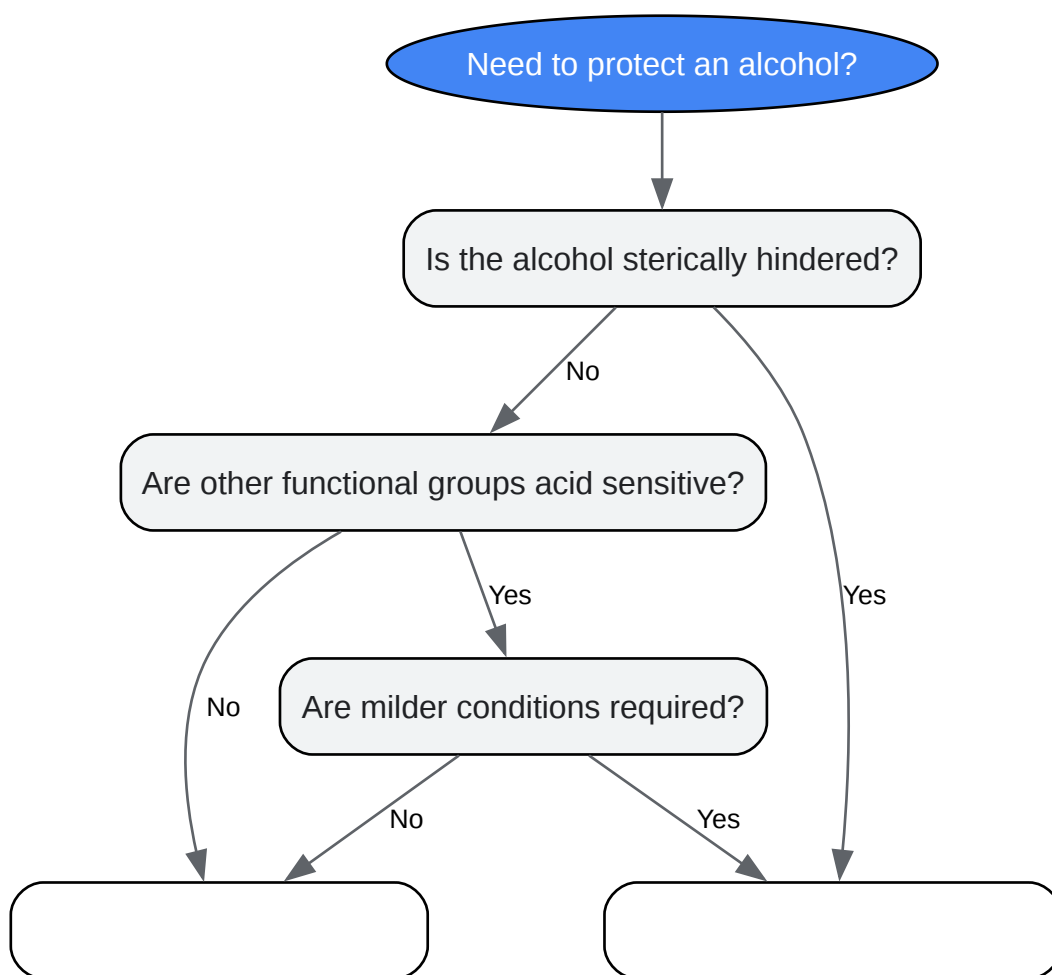 Need to protect an alcohol?
Is the alcohol sterically hindered?
No
Are other functional groups acid sensitive?
Yes
Yes
Are milder conditions required?
No
No
Yes